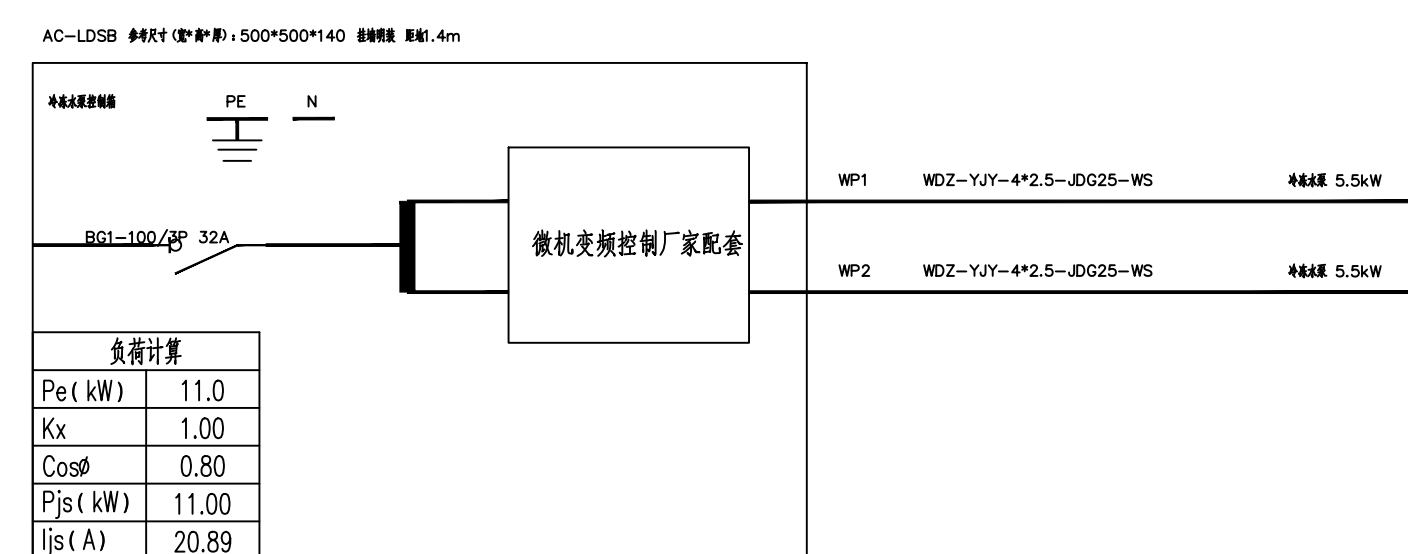 AC-LDSB 参考尺寸(宽*高*厚):500*500*140 挂墙明装 距地1.4m
冷冻水泵控制箱
PE
N
WP1
WDZ-YJY-4*2.5-JDG25-WS
冷冻水泵 5.5kW
BG1-100/3P 32A
微机变频控制厂家配套
WP2
WDZ-YJY-4*2.5-JDG25-WS
冷冻水泵 5.5kW
负荷计算
Pe(kW) 11.0
Kx 1.00
Cosø 0.80
Pjs(kW) 11.00
Ijs(A) 20.89